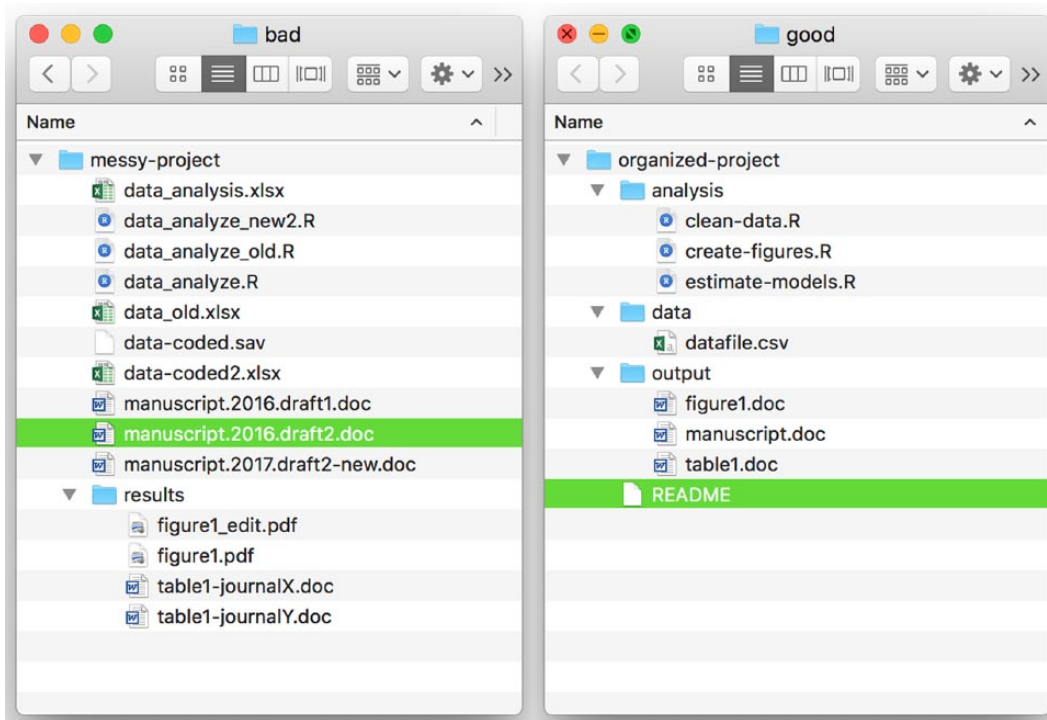 bad
Name
messy-project
data_analysis.xlsx
data_analyze_new2.R
data_analyze_old.R
data_analyze.R
data_old.xlsx
data-coded.sav
data-coded2.xlsx
manuscript.2016.draft1.doc
manuscript.2016.draft2.doc
manuscript.2017.draft2-new.doc
results
figure1_edit.pdf
figure1.pdf
table1-journalX.doc
table1-journalY.doc
good
Name
organized-project
analysis
clean-data.R
create-figures.R
estimate-models.R
data
datafile.csv
output
figure1.doc
manuscript.doc
table1.doc
README